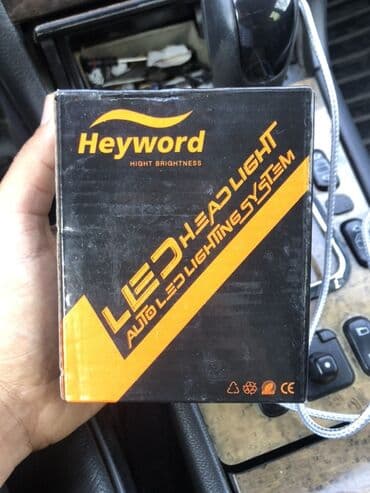 Heyword
HIGHT BRIGHTNESS
LED HEAD LIGHT
AUTO LED LIGHTING SYSTEM
CE